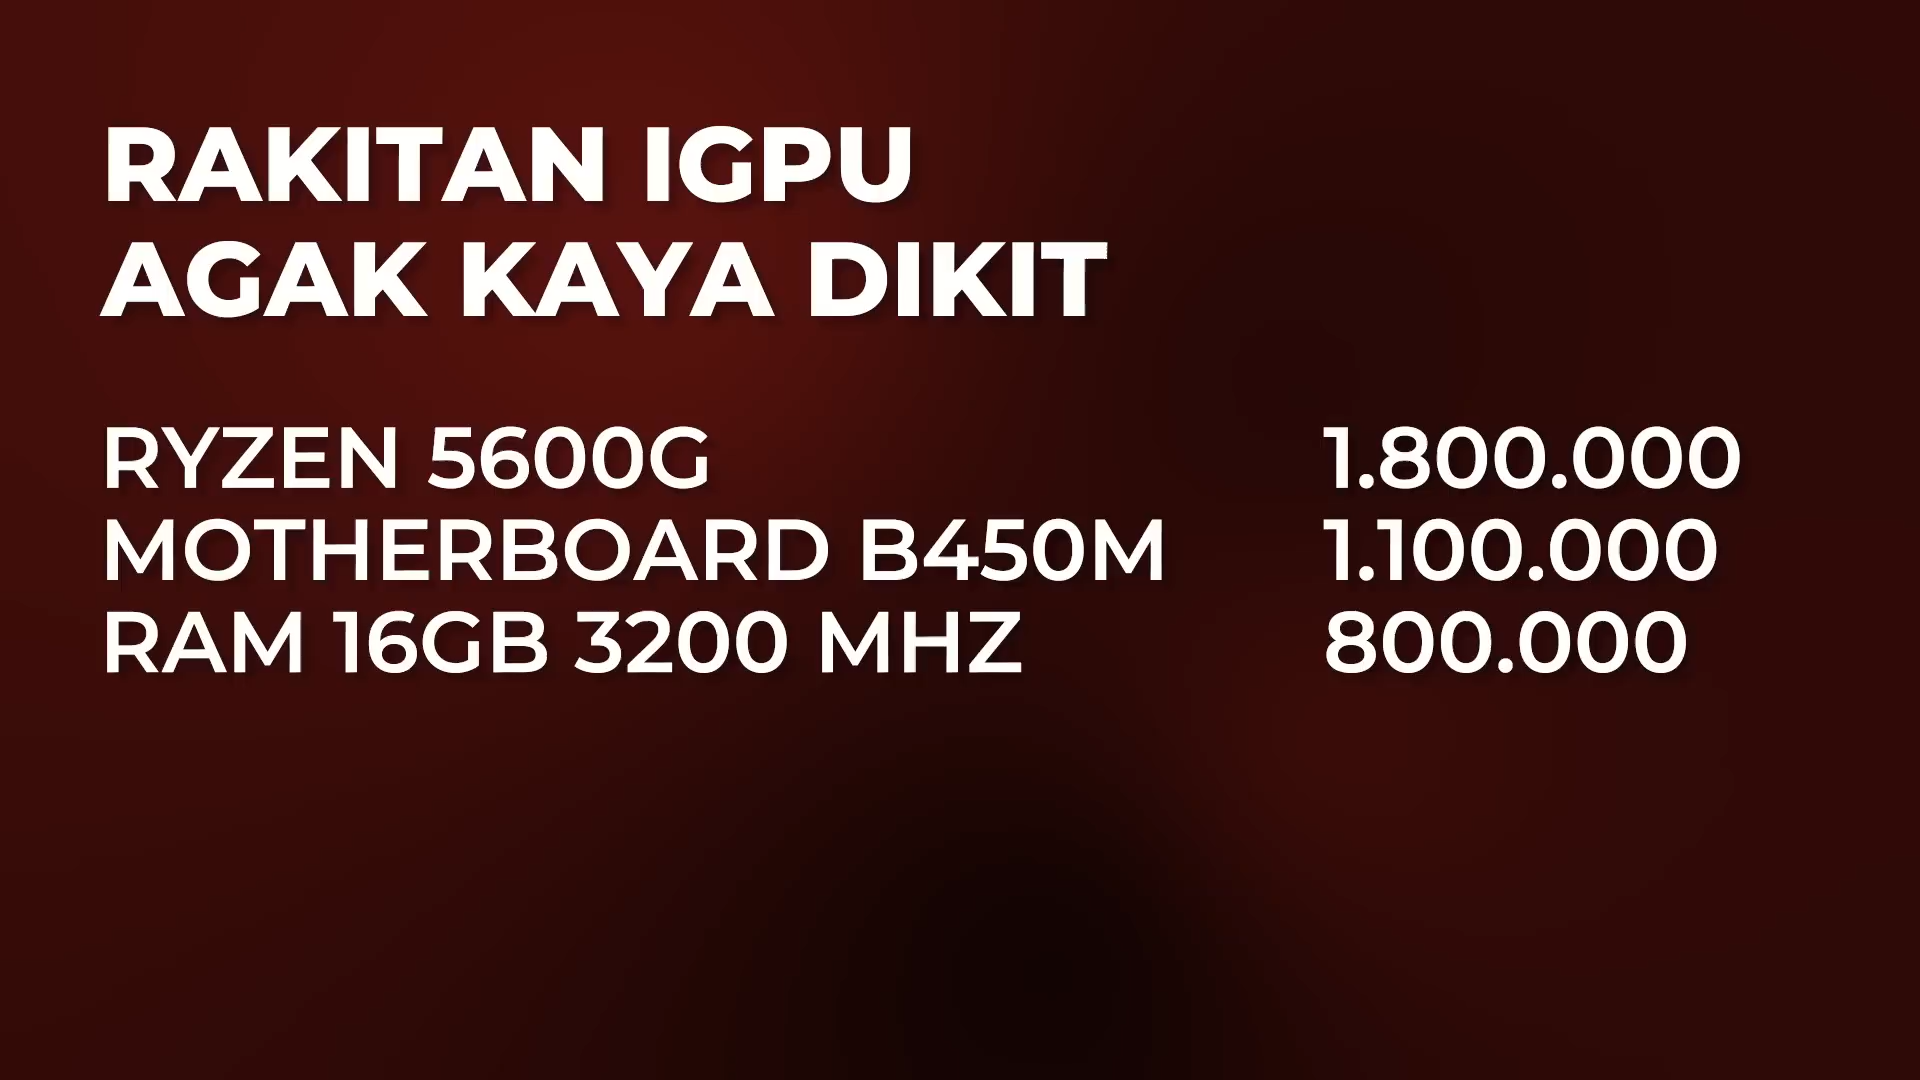 RAKITAN IGPU
AGAK KAYA DIKIT
RYZEN 5600G 1.800.000
MOTHERBOARD B450M 1.100.000
RAM 16GB 3200 MHZ 800.000